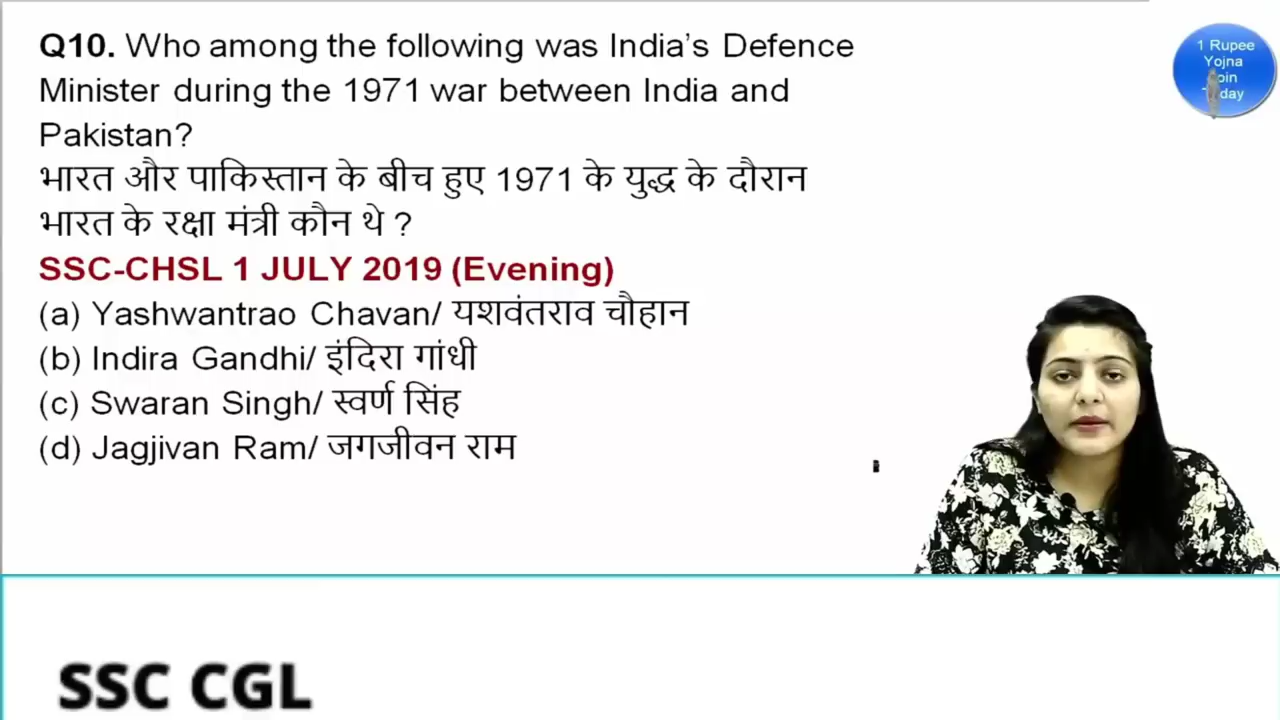 Q10. Who among the following was India’s Defence
Minister during the 1971 war between India and
Pakistan?
भारत और पाकिस्तान के बीच हुए 1971 के युद्ध के दौरान
भारत के रक्षा मंत्री कौन थे ?
SSC-CHSL 1 JULY 2019 (Evening)
(a) Yashwantrao Chavan/ यशवंतराव चौहान
(b) Indira Gandhi/ इंदिरा गांधी
(c) Swaran Singh/ स्वर्ण सिंह
(d) Jagjivan Ram/ जगजीवन राम
1 Rupee
Yojna
SSC CGL